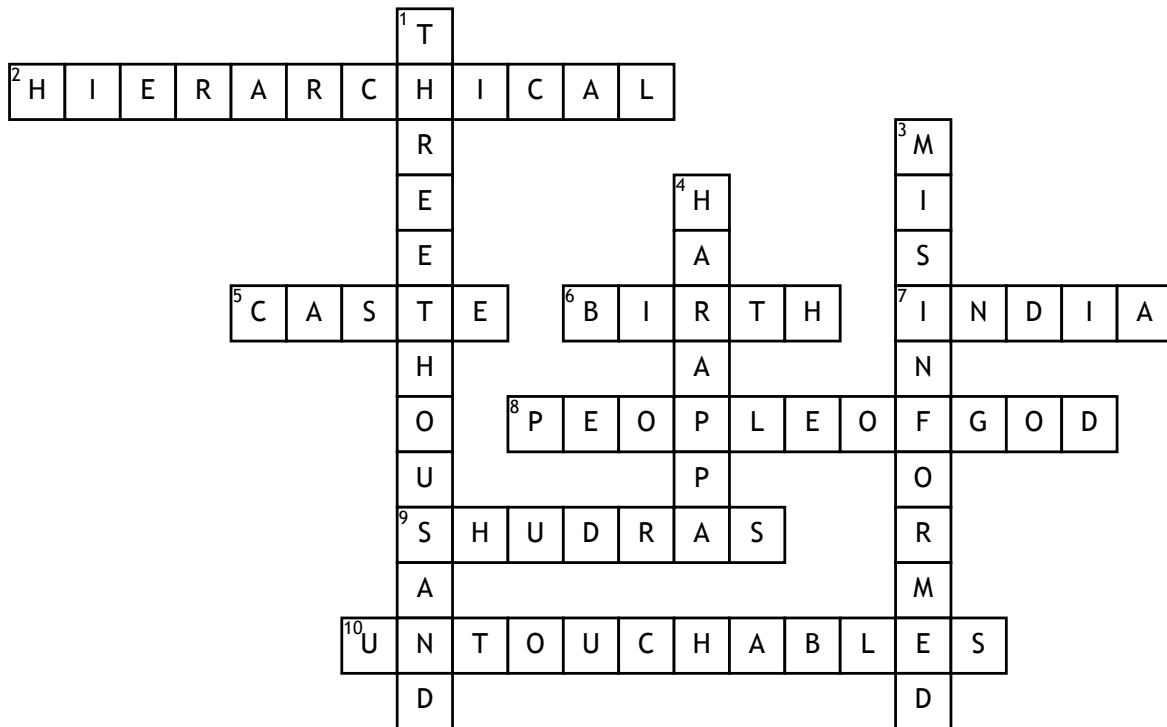 1 T
2 H I E R A R C H I C A L
R 3 M
E 4 H I
E A S
5 C A S T E 6 B I R T H 7 I N D I A
H A N
O 8 P E O P L E O F G O D
U P O
9 S H U D R A S R
A M
10 U N T O U C H A B L E S
D D